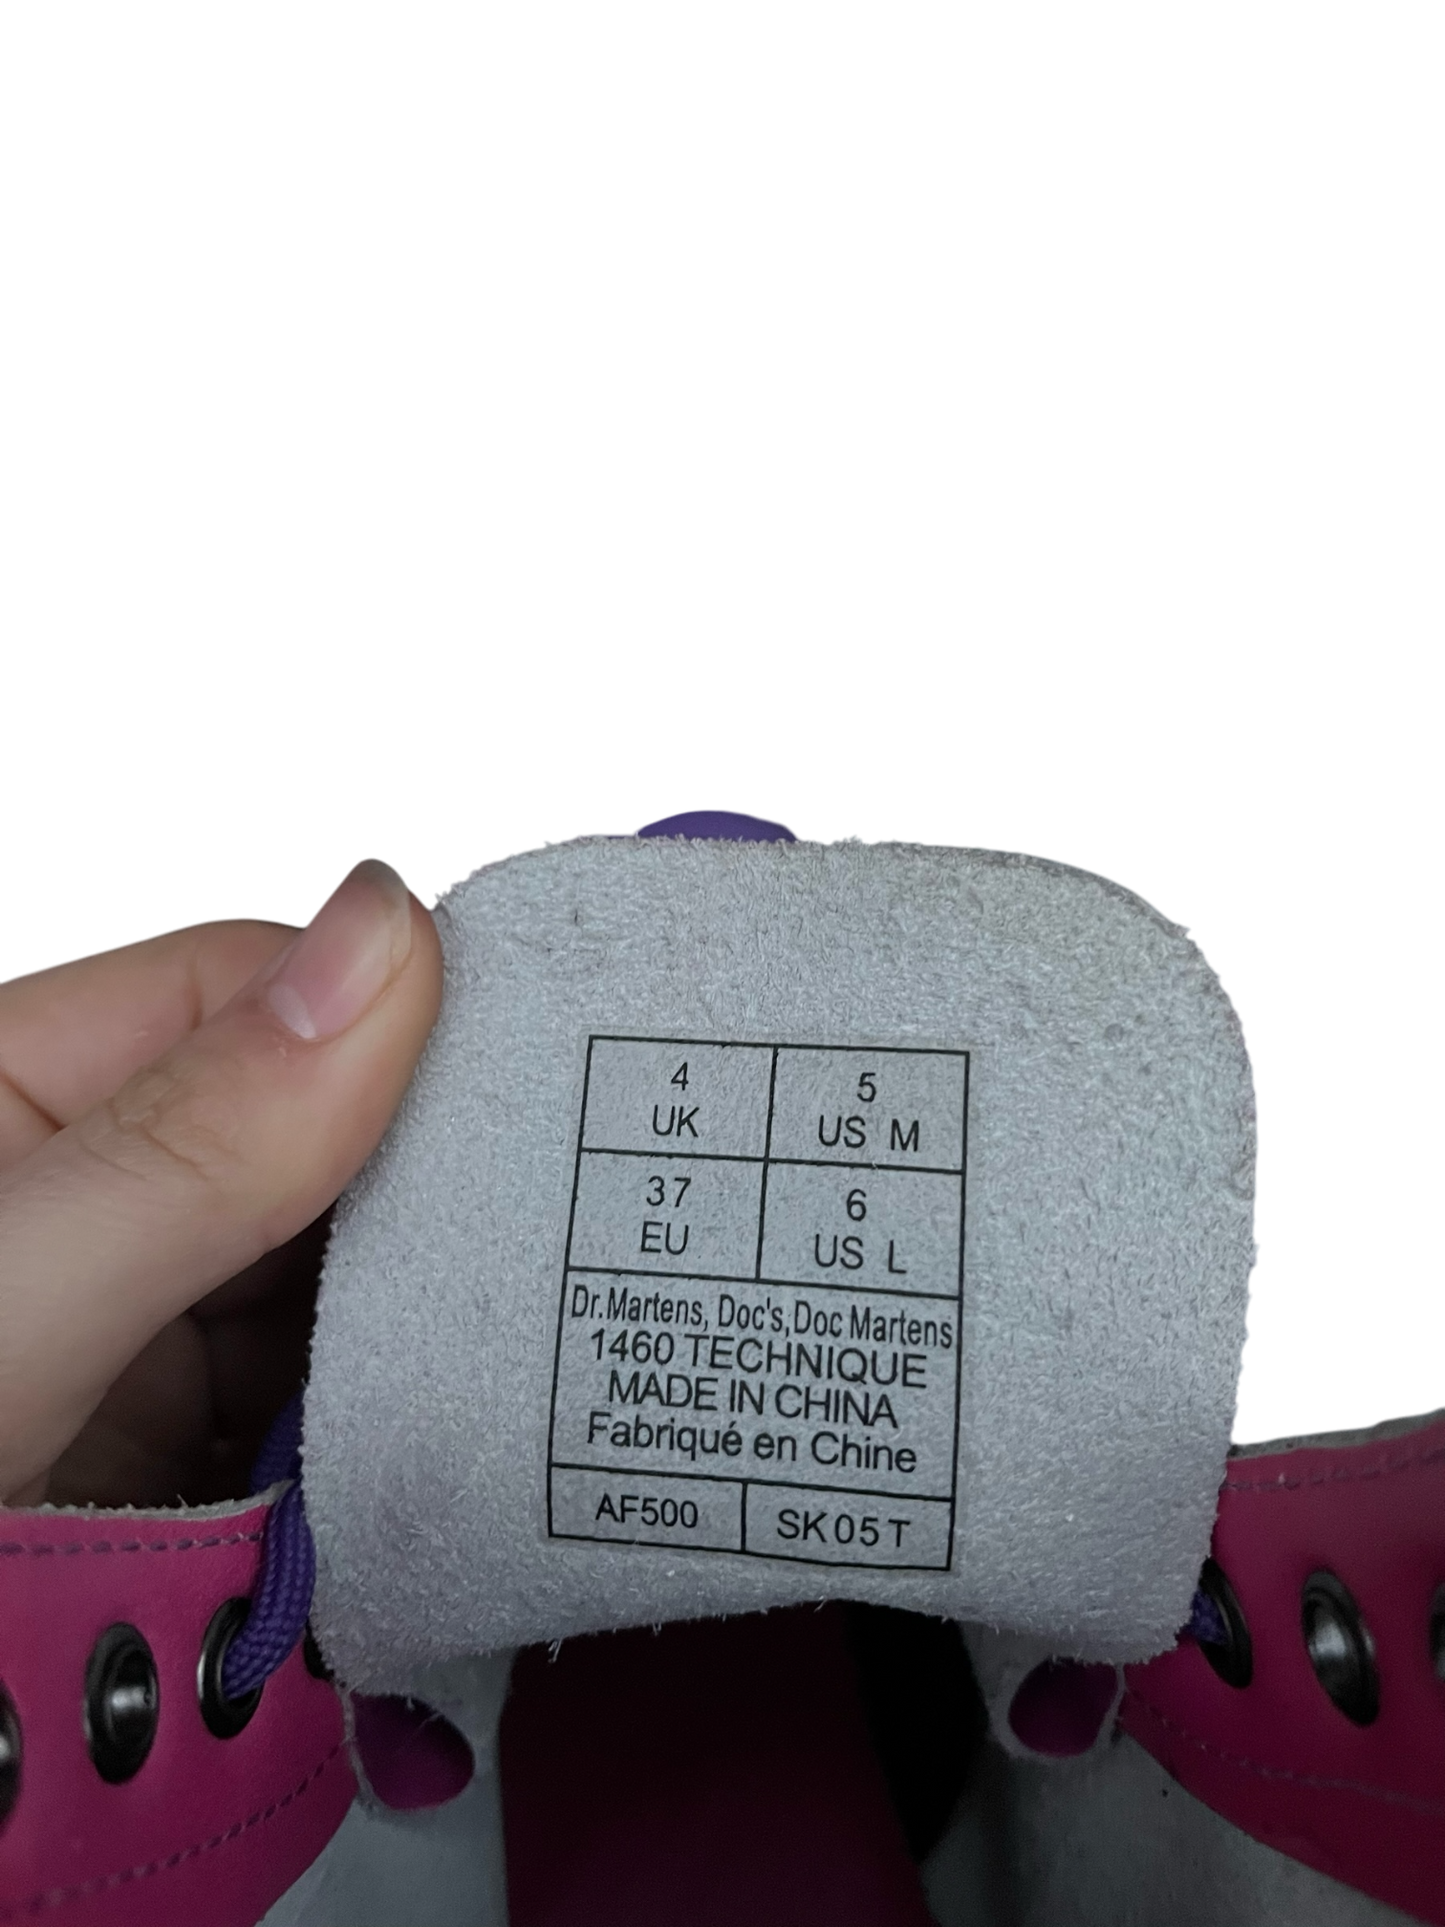 4
UK
5
US M
37
EU
6
US L
Dr.Martens, Doc's,Doc Martens
1460 TECHNIQUE
MADE IN CHINA
Fabriqué en Chine
AF500
SK05T